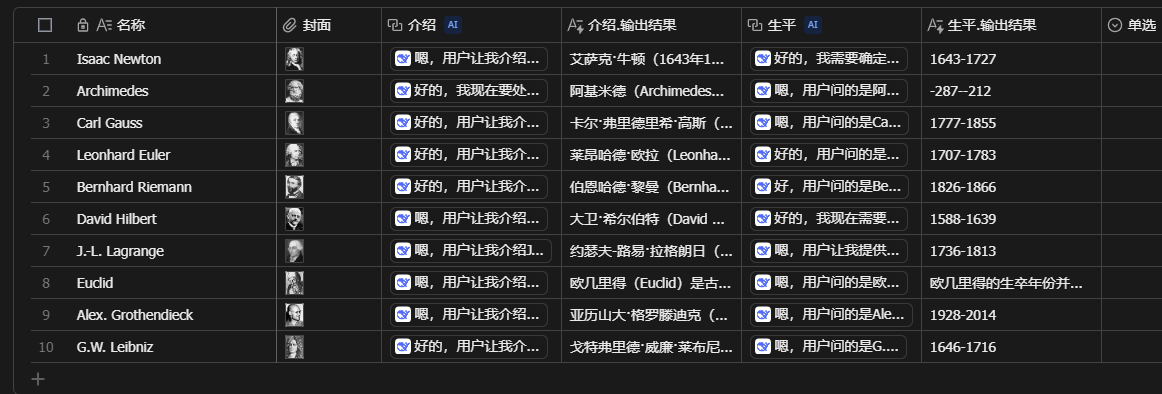 名称 封面 介绍 AI 介绍.输出结果 生平 AI 生平.输出结果 单选
1 Isaac Newton 嗯，用户让我介绍... 艾萨克·牛顿（1643年1... 好的，我需要确定... 1643-1727
2 Archimedes 好的，我现在要处... 阿基米德（Archimedes... 嗯，用户问的是阿... -287--212
3 Carl Gauss 好的，用户让我介... 卡尔·弗里德里希·高斯（... 嗯，用户问的是Ca... 1777-1855
4 Leonhard Euler 好的，用户让我介... 莱昂哈德·欧拉（Leonha... 好的，用户问的是... 1707-1783
5 Bernhard Riemann 好的，用户让我介... 伯恩哈德·黎曼（Bernha... 好，用户问的是Be... 1826-1866
6 David Hilbert 嗯，用户让我介绍... 大卫·希尔伯特（David ... 好的，我现在需要... 1588-1639
7 J.-L. Lagrange 嗯，用户让我介绍J... 约瑟夫-路易·拉格朗日（... 嗯，用户让我提供... 1736-1813
8 Euclid 嗯，用户让我介绍... 欧几里得（Euclid）是古... 嗯，用户问的是欧... 欧几里得的生卒年份并...
9 Alex. Grothendieck 嗯，用户让我介绍... 亚历山大·格罗滕迪克（... 嗯，用户问的是Ale... 1928-2014
10 G.W. Leibniz 好的，用户让我介... 戈特弗里德·威廉·莱布尼... 嗯，用户问的是G.... 1646-1716